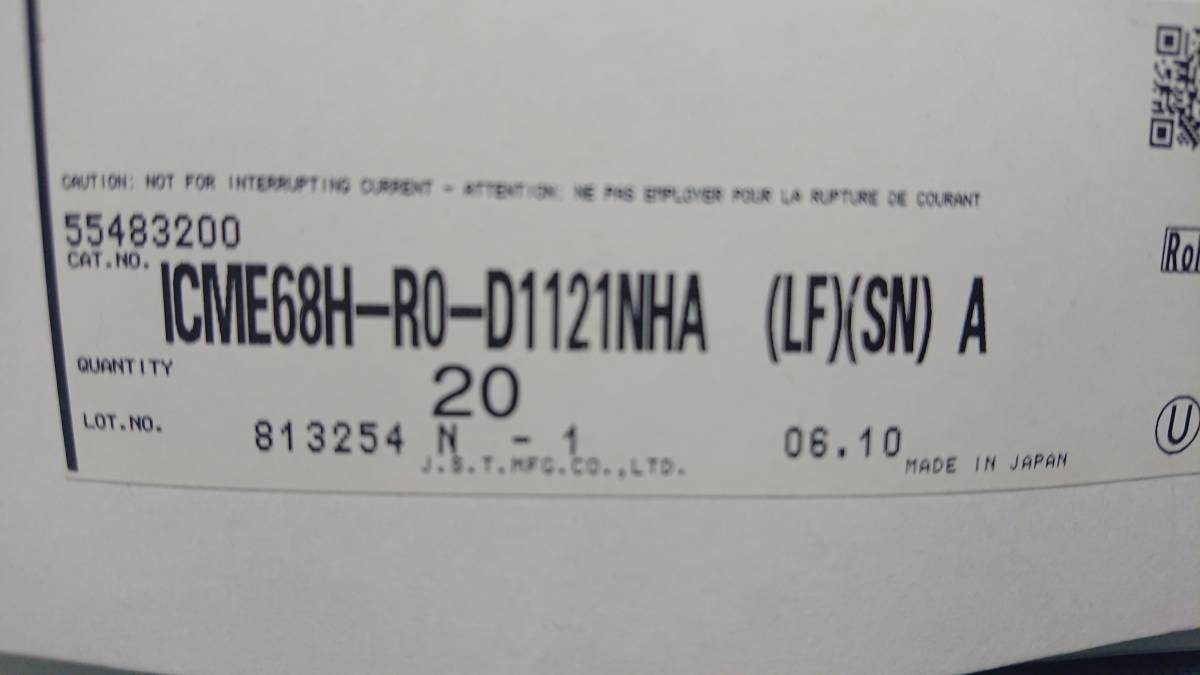 CAUTION: NOT FOR INTERRUPTING CURRENT - ATTENTION: NE PAS EMPLOYER POUR LA RUPTURE DE COURANT
55483200
CAT.NO. ICME68H-R0-D1121NHA (LF)(SN) A
QUANTITY 20
LOT.NO. 813254 N - 1 06.10
J.S.T.MFG.CO.,LTD. MADE IN JAPAN
Ro
U